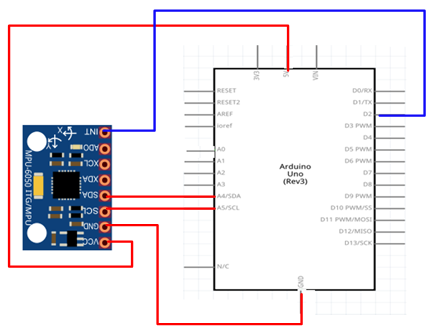 3V3
5V
VIN
RESET
RESET2
AREF
ioref
A0
A1
A2
A3
A4/SDA
A5/SCL
N/C
GND
Arduino
Uno
(Rev3)
D0/RX
D1/TX
D2
D3 PWM
D4
D5 PWM
D6 PWM
D7
D8
D9 PWM
D10 PWM/SS
D11 PWM/MOSI
D12/MISO
D13/SCK
INT
ADO
XCL
XDA
SDA
SCL
GND
VCC
X
Y
MPU-6050 ITG/MPU